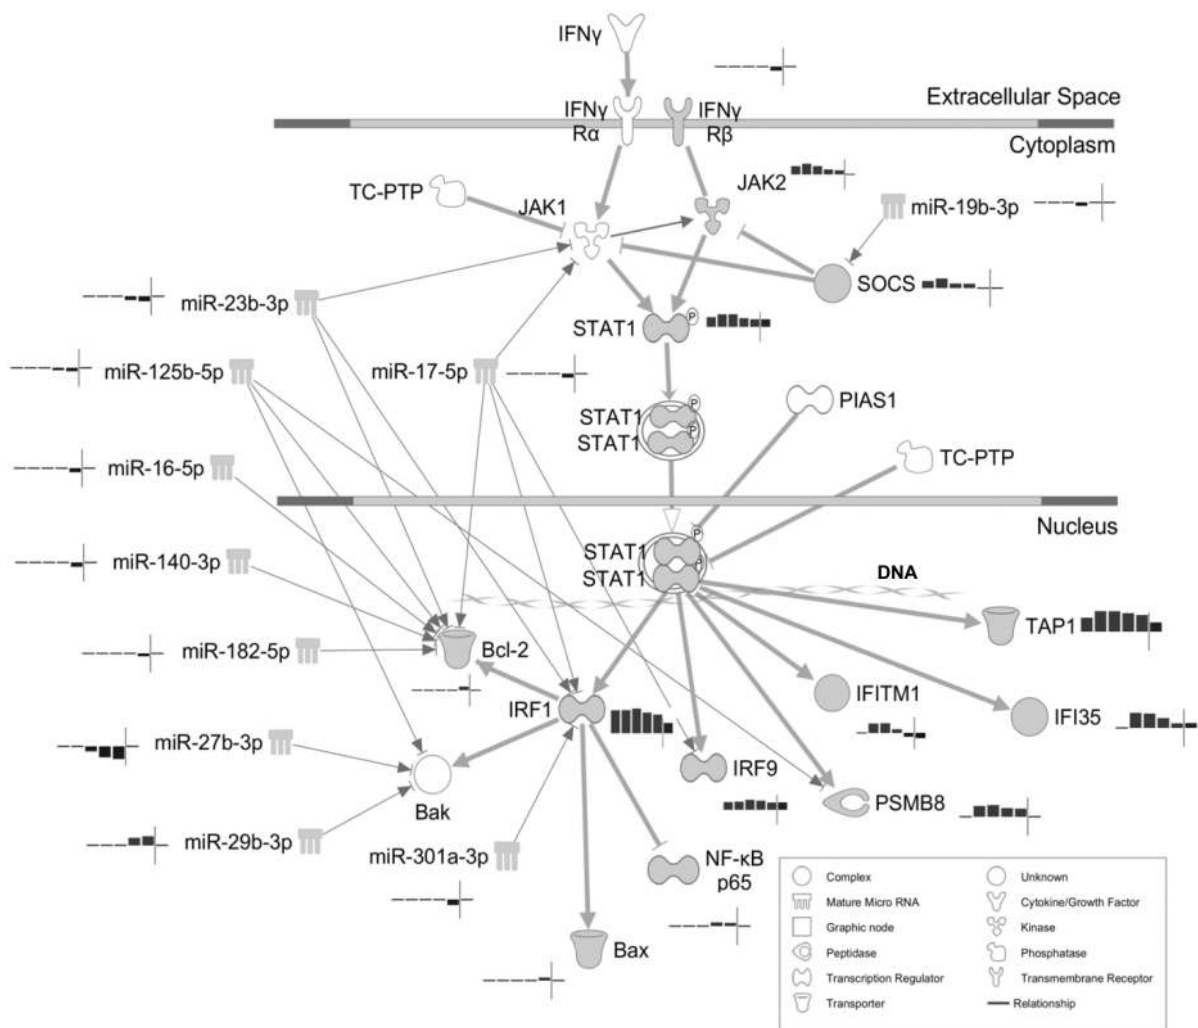 IFNγ
Extracellular Space
IFNγ
Rα
IFNγ
Rβ
Cytoplasm
TC-PTP
JAK1
JAK2
miR-19b-3p
SOCS
miR-23b-3p
STAT1
P
miR-125b-5p
miR-17-5p
PIAS1
STAT1
P
STAT1
P
miR-16-5p
TC-PTP
Nucleus
STAT1
P
STAT1
P
miR-140-3p
DNA
TAP1
miR-182-5p
Bcl-2
IFITM1
IFI35
IRF1
miR-27b-3p
IRF9
Bak
PSMB8
miR-29b-3p
miR-301a-3p
NF-κB
p65
Bax
Complex
Unknown
Mature Micro RNA
Cytokine/Growth Factor
Graphic node
Kinase
Peptidase
Phosphatase
Transcription Regulator
Transmembrane Receptor
Transporter
Relationship